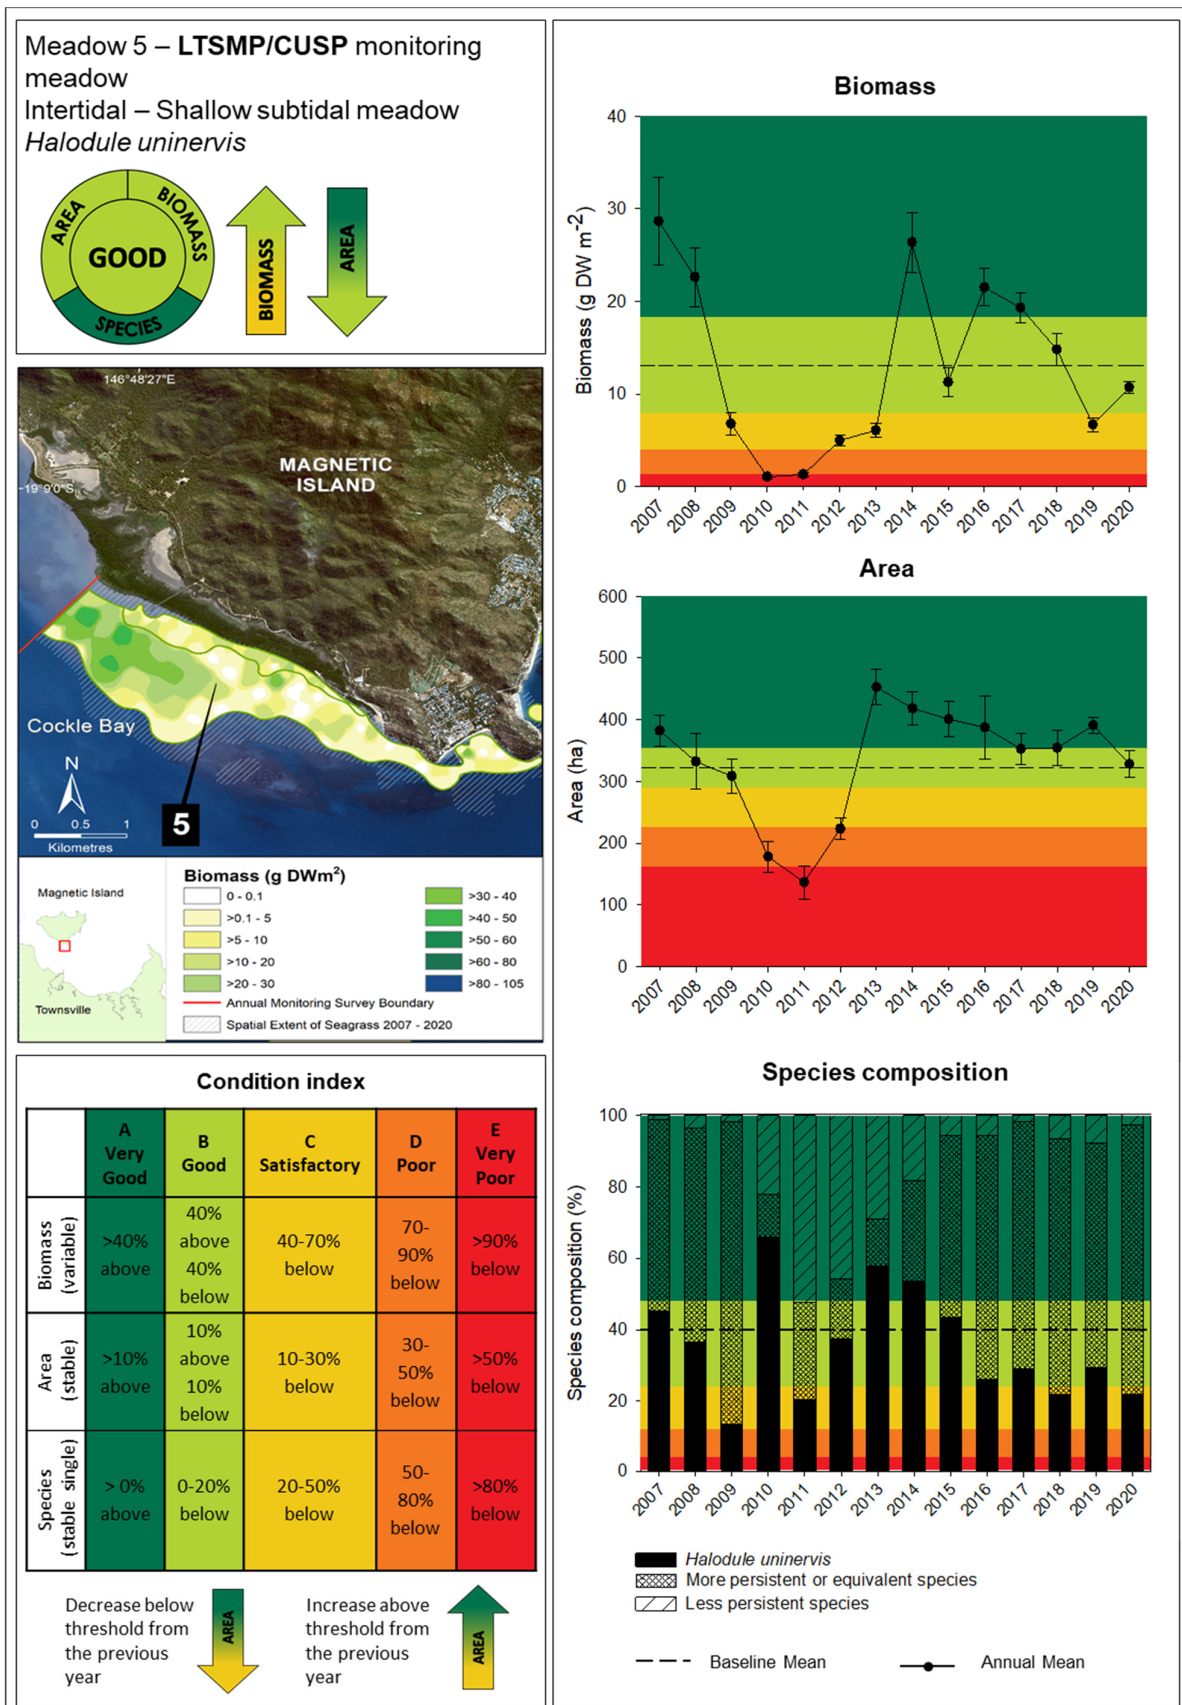 Meadow 5 – LTSMP/CUSP monitoring
meadow
Intertidal – Shallow subtidal meadow
Halodule uninervis
AREA
BIOMASS
GOOD
SPECIES
BIOMASS
AREA
146°48'27"E
19°9'0"S
MAGNETIC
ISLAND
Cockle Bay
N
0 0.5 1
Kilometres
5
Magnetic Island
Townsville
Biomass (g DWm²)
0 - 0.1
>0.1 - 5
>5 - 10
>10 - 20
>20 - 30
>30 - 40
>40 - 50
>50 - 60
>60 - 80
>80 - 105
Annual Monitoring Survey Boundary
Spatial Extent of Seagrass 2007 - 2020
Condition index
A Very Good
B Good
C Satisfactory
D Poor
E Very Poor
Biomass (variable)
>40% above
40% above 40% below
40-70% below
70-90% below
>90% below
Area (stable)
>10% above
10% above 10% below
10-30% below
30-50% below
>50% below
Species (stable single)
> 0% above
0-20% below
20-50% below
50-80% below
>80% below
Decrease below
threshold from
the previous
year
AREA
Increase above
threshold from
the previous
year
AREA
Biomass
Biomass (g DW m-2)
40
30
20
10
0
2007 2008 2009 2010 2011 2012 2013 2014 2015 2016 2017 2018 2019 2020
Area
Area (ha)
600
500
400
300
200
100
0
2007 2008 2009 2010 2011 2012 2013 2014 2015 2016 2017 2018 2019 2020
Species composition
Species composition (%)
100
80
60
40
20
0
2007 2008 2009 2010 2011 2012 2013 2014 2015 2016 2017 2018 2019 2020
Halodule uninervis
More persistent or equivalent species
Less persistent species
Baseline Mean
Annual Mean